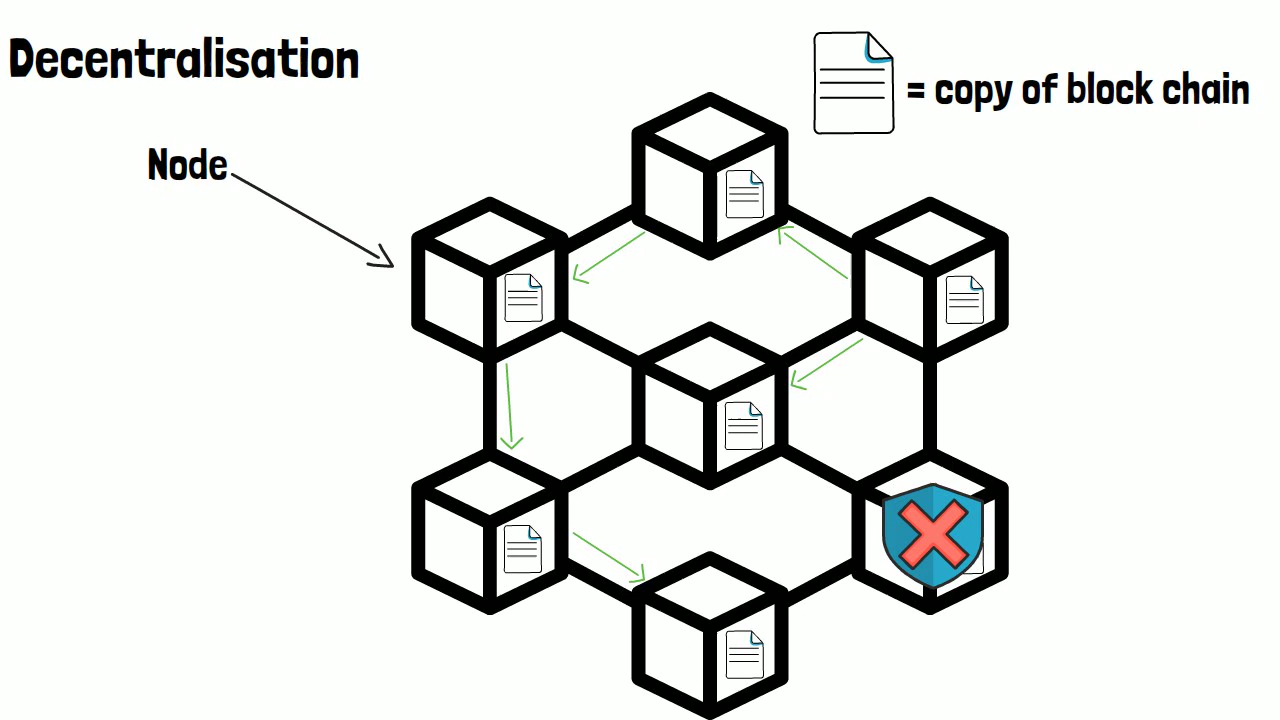 Decentralisation
= copy of block chain
Node